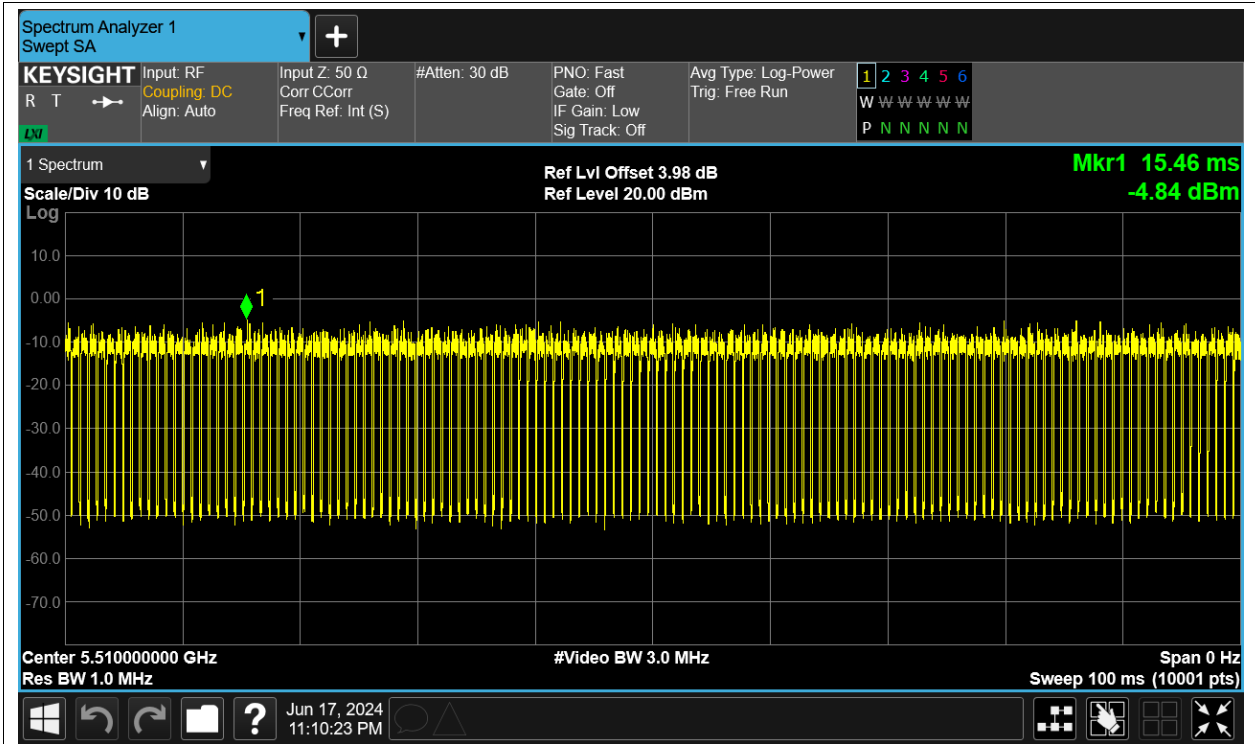 Spectrum Analyzer 1
Swept SA
KEYSIGHT
R T
LXI
Input: RF
Coupling: DC
Align: Auto
Input Z: 50 Ω
Corr CCorr
Freq Ref: Int (S)
#Atten: 30 dB
PNO: Fast
Gate: Off
IF Gain: Low
Sig Track: Off
Avg Type: Log-Power
Trig: Free Run
1 2 3 4 5 6
W W W W W W
P N N N N N
1 Spectrum
Scale/Div 10 dB
Ref Lvl Offset 3.98 dB
Ref Level 20.00 dBm
Mkr1 15.46 ms
-4.84 dBm
Log
10.0
0.00
1
-10.0
-20.0
-30.0
-40.0
-50.0
-60.0
-70.0
Center 5.510000000 GHz
#Video BW 3.0 MHz
Span 0 Hz
Res BW 1.0 MHz
Sweep 100 ms (10001 pts)
?
Jun 17, 2024
11:10:23 PM